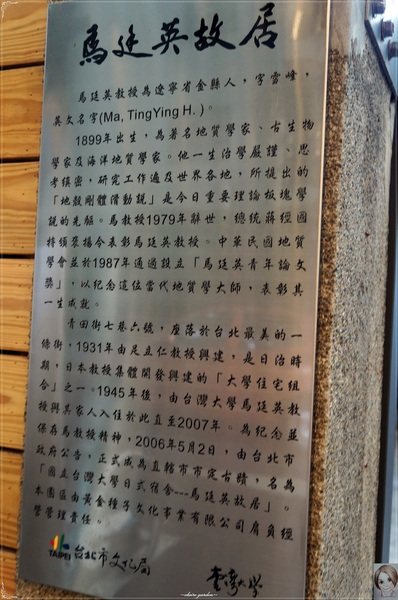 馬廷英故居
馬廷英教授為遼寧省金縣人，字雪峰，
英文名字(Ma, TingYing H. )。
1899年出生，為著名地質學家、古生物
學家及海洋地質學家。他一生治學嚴謹、思
考縝密，研究工作遍及世界各地，所提出的
「地殼剛體滑動說」是今日重要理論板塊學
說的先驅。馬教授1979年辭世，總統蔣經國
特頒褒揚令表彰馬廷英教授。中華民國地質
學會並於1987年通過設立「馬廷英青年論文
獎」，以紀念這位當代地質學大師，表彰其
一生成就。
青田街七巷六號，座落於台北最美的一
條街，1931年由足立仁教授興建，是日治時
期，日本教授集體開發興建的「大學住宅組
合」之一。1945年後，由台灣大學馬廷英教
授與其家人入住於此直至2007年。為紀念並
保存馬教授精神，2006年5月2日，由台北市
政府公告，正式成為直轄市市定古蹟，名為
「國立台灣大學日式宿舍---馬廷英故居」。
本園區由黃金種子文化事業有限公司肩負經
營管理責任。
TAIPEI 台北市文化局
臺灣大學